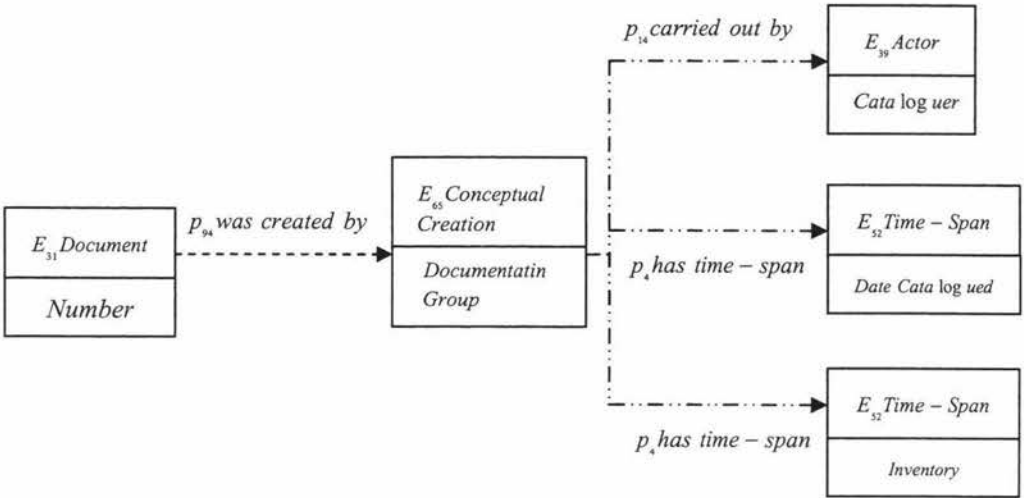 E₃₁ Document
Number
p₉₄ was created by
E₆₅ Conceptual
Creation
Documentatin
Group
p₁₄ carried out by
E₃₉ Actor
Cata log uer
p₄ has time – span
E₅₂ Time – Span
Date Cata log ued
p₄ has time – span
E₅₂ Time – Span
Inventory